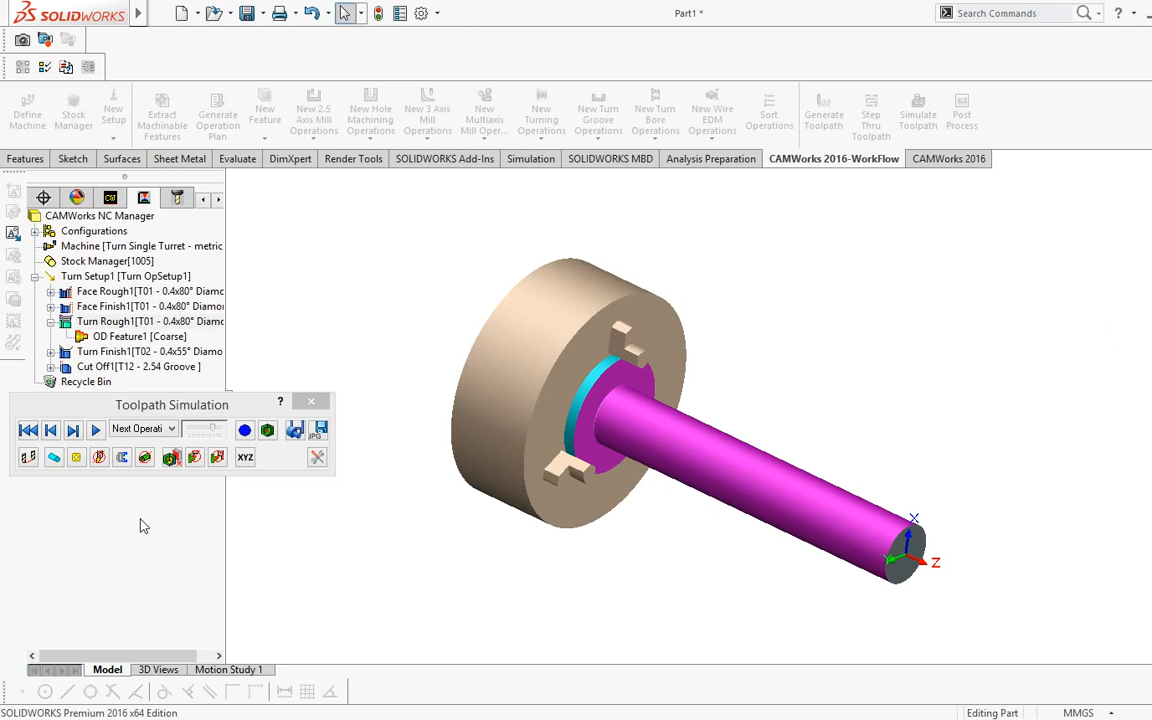 SOLIDWORKS
Part1 *
Search Commands
?
Define Machine
Stock Manager
New Setup
Extract Machinable Features
Generate Operation Plan
New Feature
New 2.5 Axis Mill Operations
New Hole Machining Operations
New 3 Axis Mill Operations
New Multiaxis Mill Oper...
New Turning Operations
New Turn Groove Operations
New Turn Bore Operations
New Wire EDM Operations
Sort Operations
Generate Toolpath
Step Thru Toolpath
Simulate Toolpath
Post Process
Features Sketch Surfaces Sheet Metal Evaluate DimXpert Render Tools SOLIDWORKS Add-Ins Simulation SOLIDWORKS MBD Analysis Preparation CAMWorks 2016-WorkFlow CAMWorks 2016
CAMWorks NC Manager
Configurations
Machine [Turn Single Turret - metric
Stock Manager[1005]
Turn Setup1 [Turn OpSetup1]
Face Rough1[T01 - 0.4x80° Diamo
Face Finish1[T01 - 0.4x80° Diamo
Turn Rough1[T01 - 0.4x80° Diamo
OD Feature1 [Coarse]
Turn Finish1[T02 - 0.4x55° Diamo
Cut Off1[T12 - 2.54 Groove ]
Recycle Bin
Toolpath Simulation ?
Next Operati
JPG
XYZ
X
Y
Z
Model 3D Views Motion Study 1
SOLIDWORKS Premium 2016 x64 Edition Editing Part MMGS